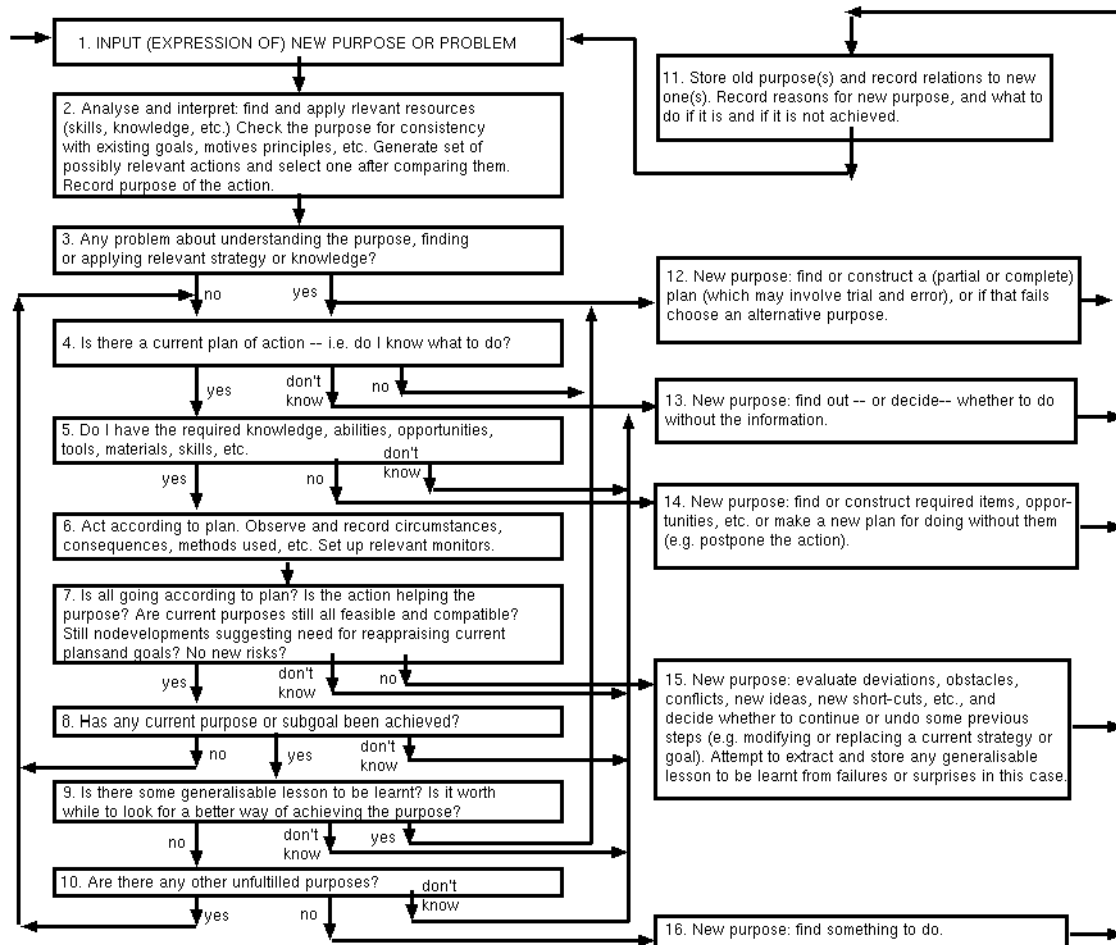 1. INPUT (EXPRESSION OF) NEW PURPOSE OR PROBLEM
2. Analyse and interpret: find and apply rlevant resources
(skills, knowledge, etc.) Check the purpose for consistency
with existing goals, motives principles, etc. Generate set of
possibly relevant actions and select one after comparing them.
Record purpose of the action.
3. Any problem about understanding the purpose, finding
or applying relevant strategy or knowledge?
no
yes
4. Is there a current plan of action -- i.e. do I know what to do?
yes
don't
know
no
5. Do I have the required knowledge, abilities, opportunities,
tools, materials, skills, etc.
yes
no
don't
know
6. Act according to plan. Observe and record circumstances,
consequences, methods used, etc. Set up relevant monitors.
7. Is all going according to plan? Is the action helping the
purpose? Are current purposes still all feasible and compatible?
Still nodevelopments suggesting need for reappraising current
plansand goals? No new risks?
yes
don't
know
no
8. Has any current purpose or subgoal been achieved?
no
yes
don't
know
9. Is there some generalisable lesson to be learnt? Is it worth
while to look for a better way of achieving the purpose?
no
don't
know
yes
10. Are there any other unfultilled purposes?
yes
no
don't
know
11. Store old purpose(s) and record relations to new
one(s). Record reasons for new purpose, and what to
do if it is and if it is not achieved.
12. New purpose: find or construct a (partial or complete)
plan (which may involve trial and error), or if that fails
choose an alternative purpose.
13. New purpose: find out -- or decide-- whether to do
without the information.
14. New purpose: find or construct required items, oppor-
tunities, etc. or make a new plan for doing without them
(e.g. postpone the action).
15. New purpose: evaluate deviations, obstacles,
conflicts, new ideas, new short-cuts, etc., and
decide whether to continue or undo some previous
steps (e.g. modifying or replacing a current strategy or
goal). Attempt to extract and store any generalisable
lesson to be learnt from failures or surprises in this case.
16. New purpose: find something to do.